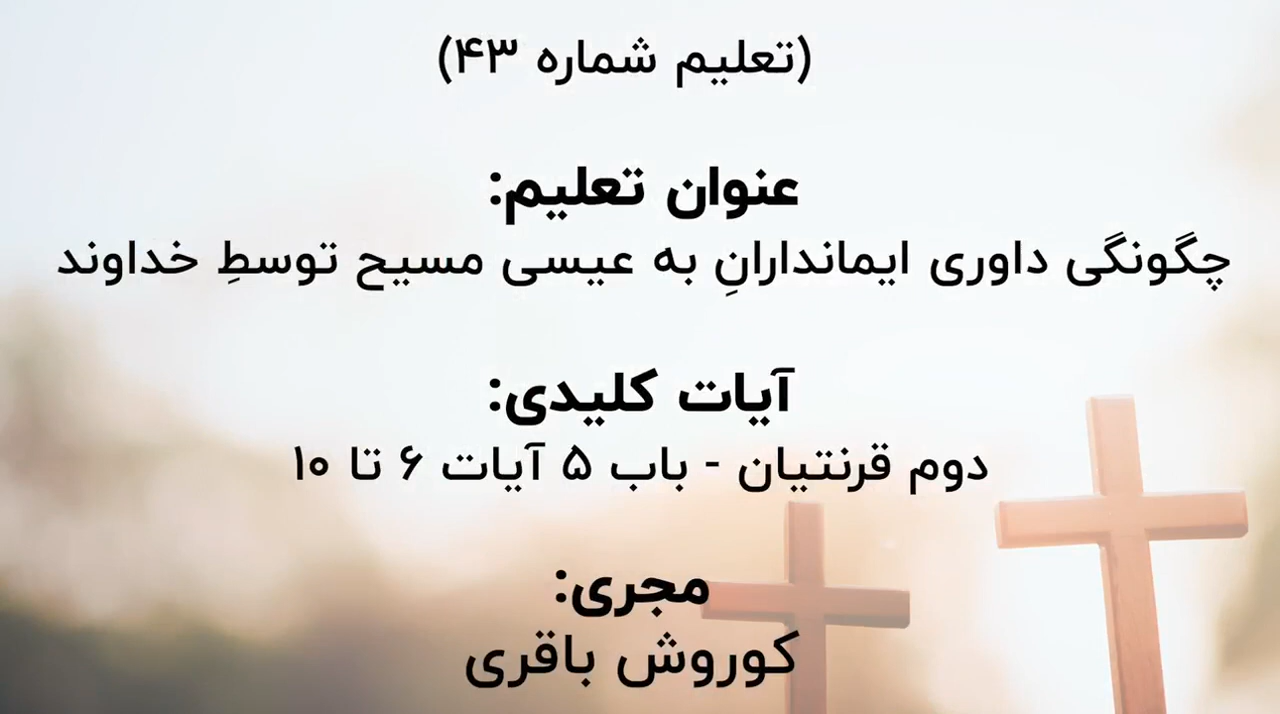 (تعلیم شماره ۴۳)
عنوان تعلیم:
چگونگی داوری ایماندارانِ به عیسی مسیح توسطِ خداوند
آیات کلیدی:
دوم قرنتیان - باب ۵ آیات ۶ تا ۱۰
مجری:
کوروش باقری